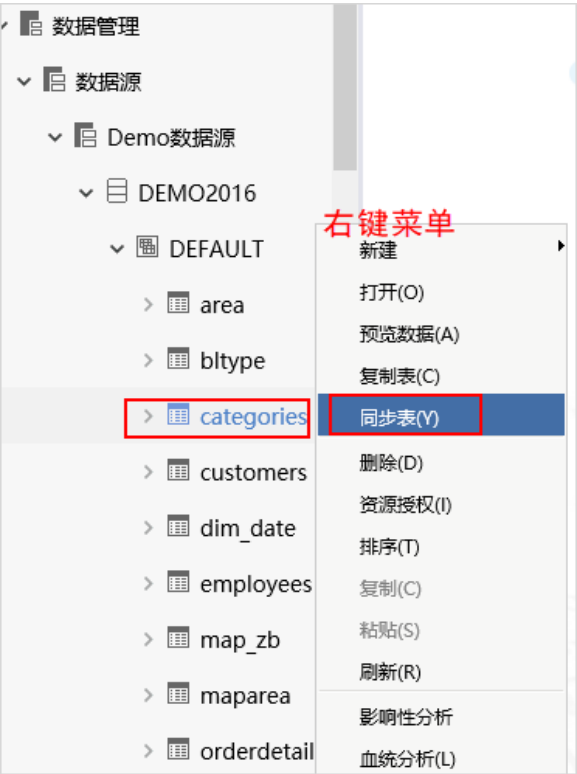 数据管理
数据源
Demo数据源
DEMO2016
DEFAULT
area
bltype
categories
customers
dim_date
employees
map_zb
maparea
orderdetail
右键菜单
新建
打开(O)
预览数据(A)
复制表(C)
同步表(Y)
删除(D)
资源授权(I)
排序(T)
复制(C)
粘贴(S)
刷新(R)
影响性分析
血统分析(L)